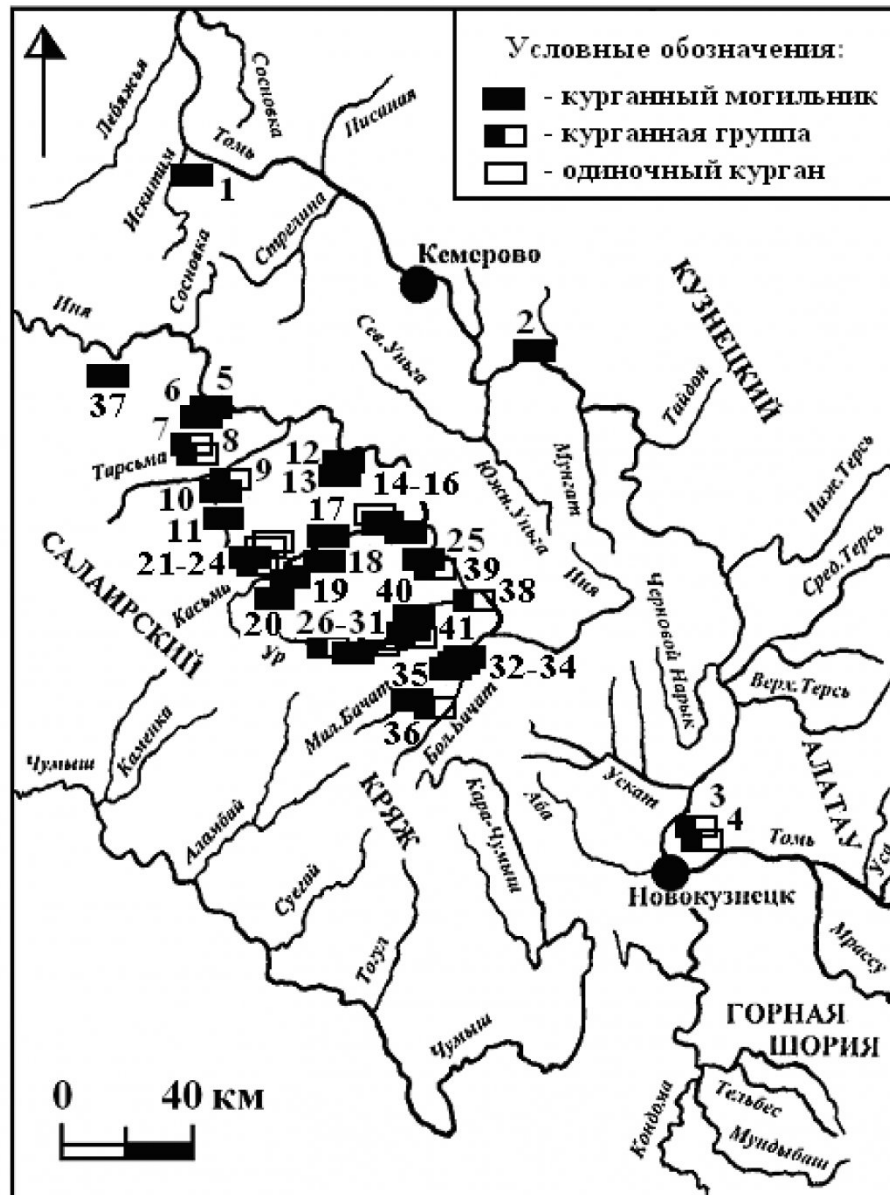 Условные обозначения:
- курганный могильник
- курганная группа
- одиночный курган
Лебяжья
Сосновка
Томь
Писаная
Искитим
1
Стрелина
Сосновка
Кемерово
Иня
Сев.Уньга
2
КУЗНЕЦКИЙ
Тайдон
37
6
5
7
8
Тарсьма
9
10
11
12
13
14-16
17
Южн.Уньга
Мунгат
Ниж.Терсь
Сред.Терсь
САЛАИРСКИЙ
21-24
Касьмь
18
25
39
Иня
19
40
38
20
26-31
41
Ур
Черновой Нарык
32-34
35
Верх.Терсь
Мал.Бачат
36
Бол.Бачат
Каменка
Чумыш
КРЯЖ
АЛАТАУ
Ускат
Аба
3
4
Томь
Аламбай
Кара-Чумыш
Уса
Новокузнецк
Суегой
Мрассу
Тогул
ГОРНАЯ
ШОРИЯ
Чумыш
0 40 км
Кондома
Тельбес
Мундыбаш